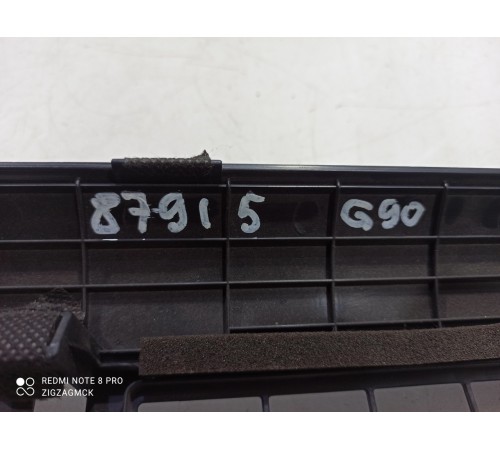 87915 G90
REDMI NOTE 8 PRO
ZIGZAGMCK